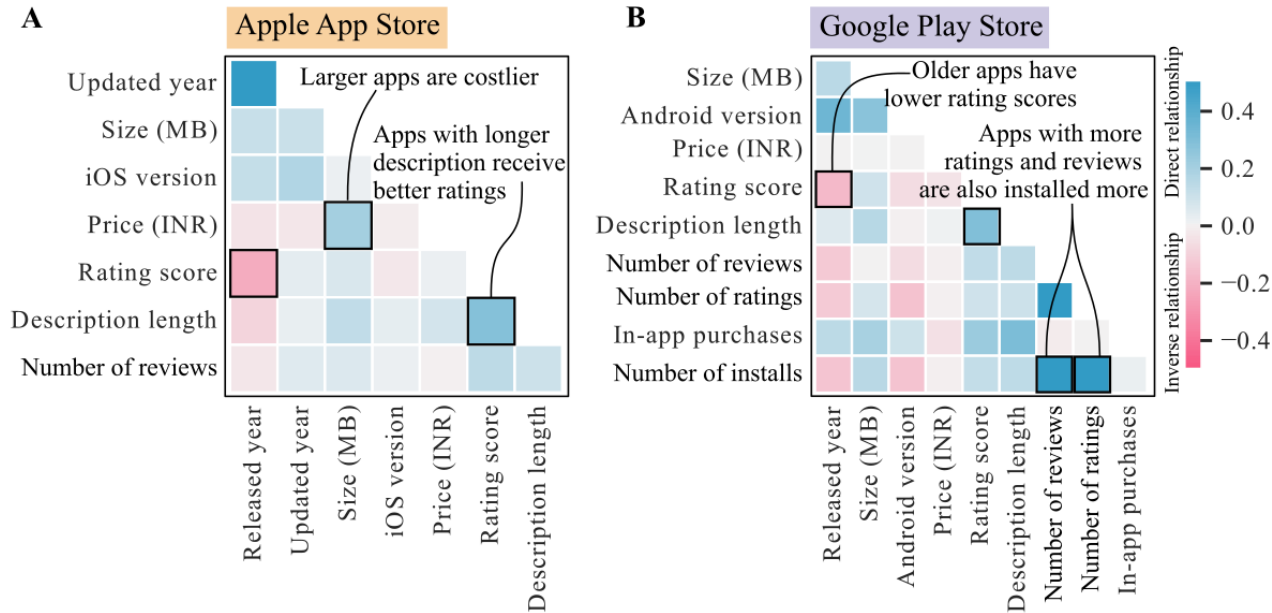 A
Apple App Store
Updated year
Size (MB)
iOS version
Price (INR)
Rating score
Description length
Number of reviews
Larger apps are costlier
Apps with longer
description receive
better ratings
Released year
Updated year
Size (MB)
iOS version
Price (INR)
Rating score
Description length
B
Google Play Store
Size (MB)
Android version
Price (INR)
Rating score
Description length
Number of reviews
Number of ratings
In-app purchases
Number of installs
Older apps have
lower rating scores
Apps with more
ratings and reviews
are also installed more
Released year
Size (MB)
Android version
Price (INR)
Rating score
Description length
Number of reviews
Number of ratings
In-app purchases
Direct relationship
Inverse relationship
0.4
0.2
0.0
−0.2
−0.4